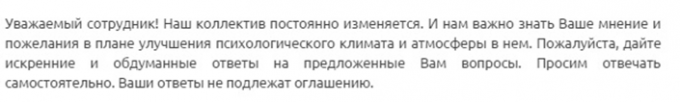 Уважаемый сотрудник! Наш коллектив постоянно изменяется. И нам важно знать Ваше мнение и
пожелания в плане улучшения психологического климата и атмосферы в нем. Пожалуйста, дайте
искренние и обдуманные ответы на предложенные Вам вопросы. Просим отвечать
самостоятельно. Ваши ответы не подлежат оглашению.